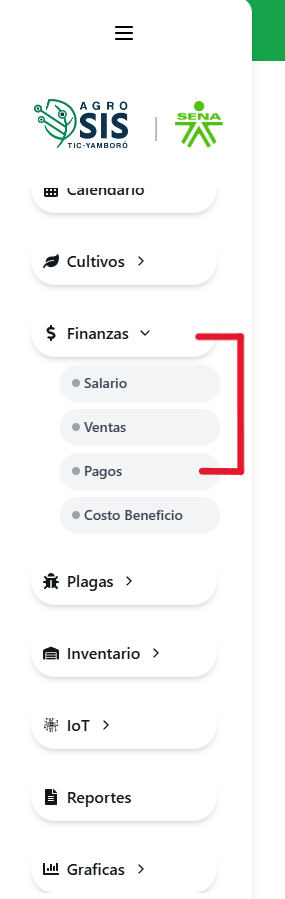 AGRO
SIS
TIC-YAMBORÓ
SENA
Calendario
Cultivos
Finanzas
Salario
Ventas
Pagos
Costo Beneficio
Plagas
Inventario
IoT
Reportes
Graficas